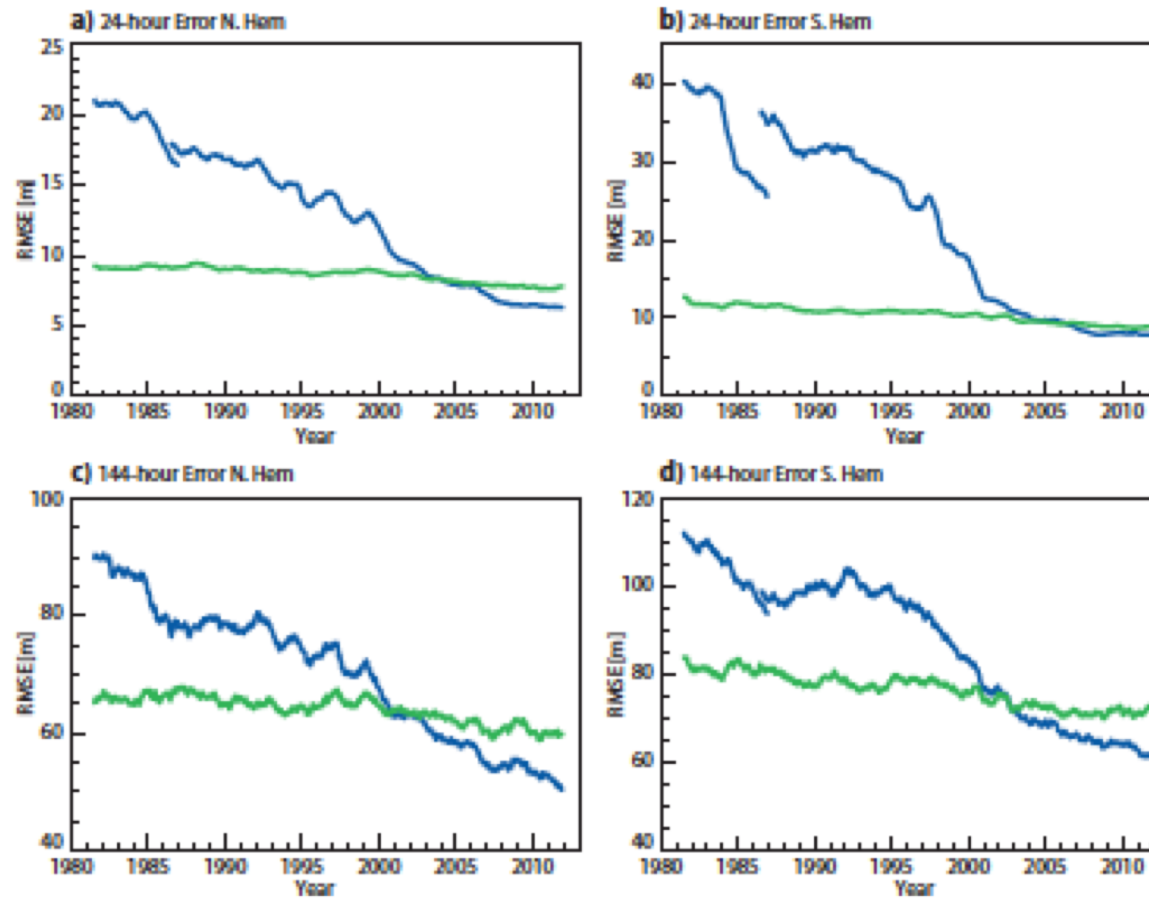 a) 24-hour Error N. Hem
25
20
15
10
5
0
RMSE [m]
1980 1985 1990 1995 2000 2005 2010
Year
b) 24-hour Error S. Hem
40
30
20
10
0
RMSE [m]
1980 1985 1990 1995 2000 2005 2010
Year
c) 144-hour Error N. Hem
100
80
60
40
RMSE [m]
1980 1985 1990 1995 2000 2005 2010
Year
d) 144-hour Error S. Hem
120
100
80
60
40
RMSE [m]
1980 1985 1990 1995 2000 2005 2010
Year